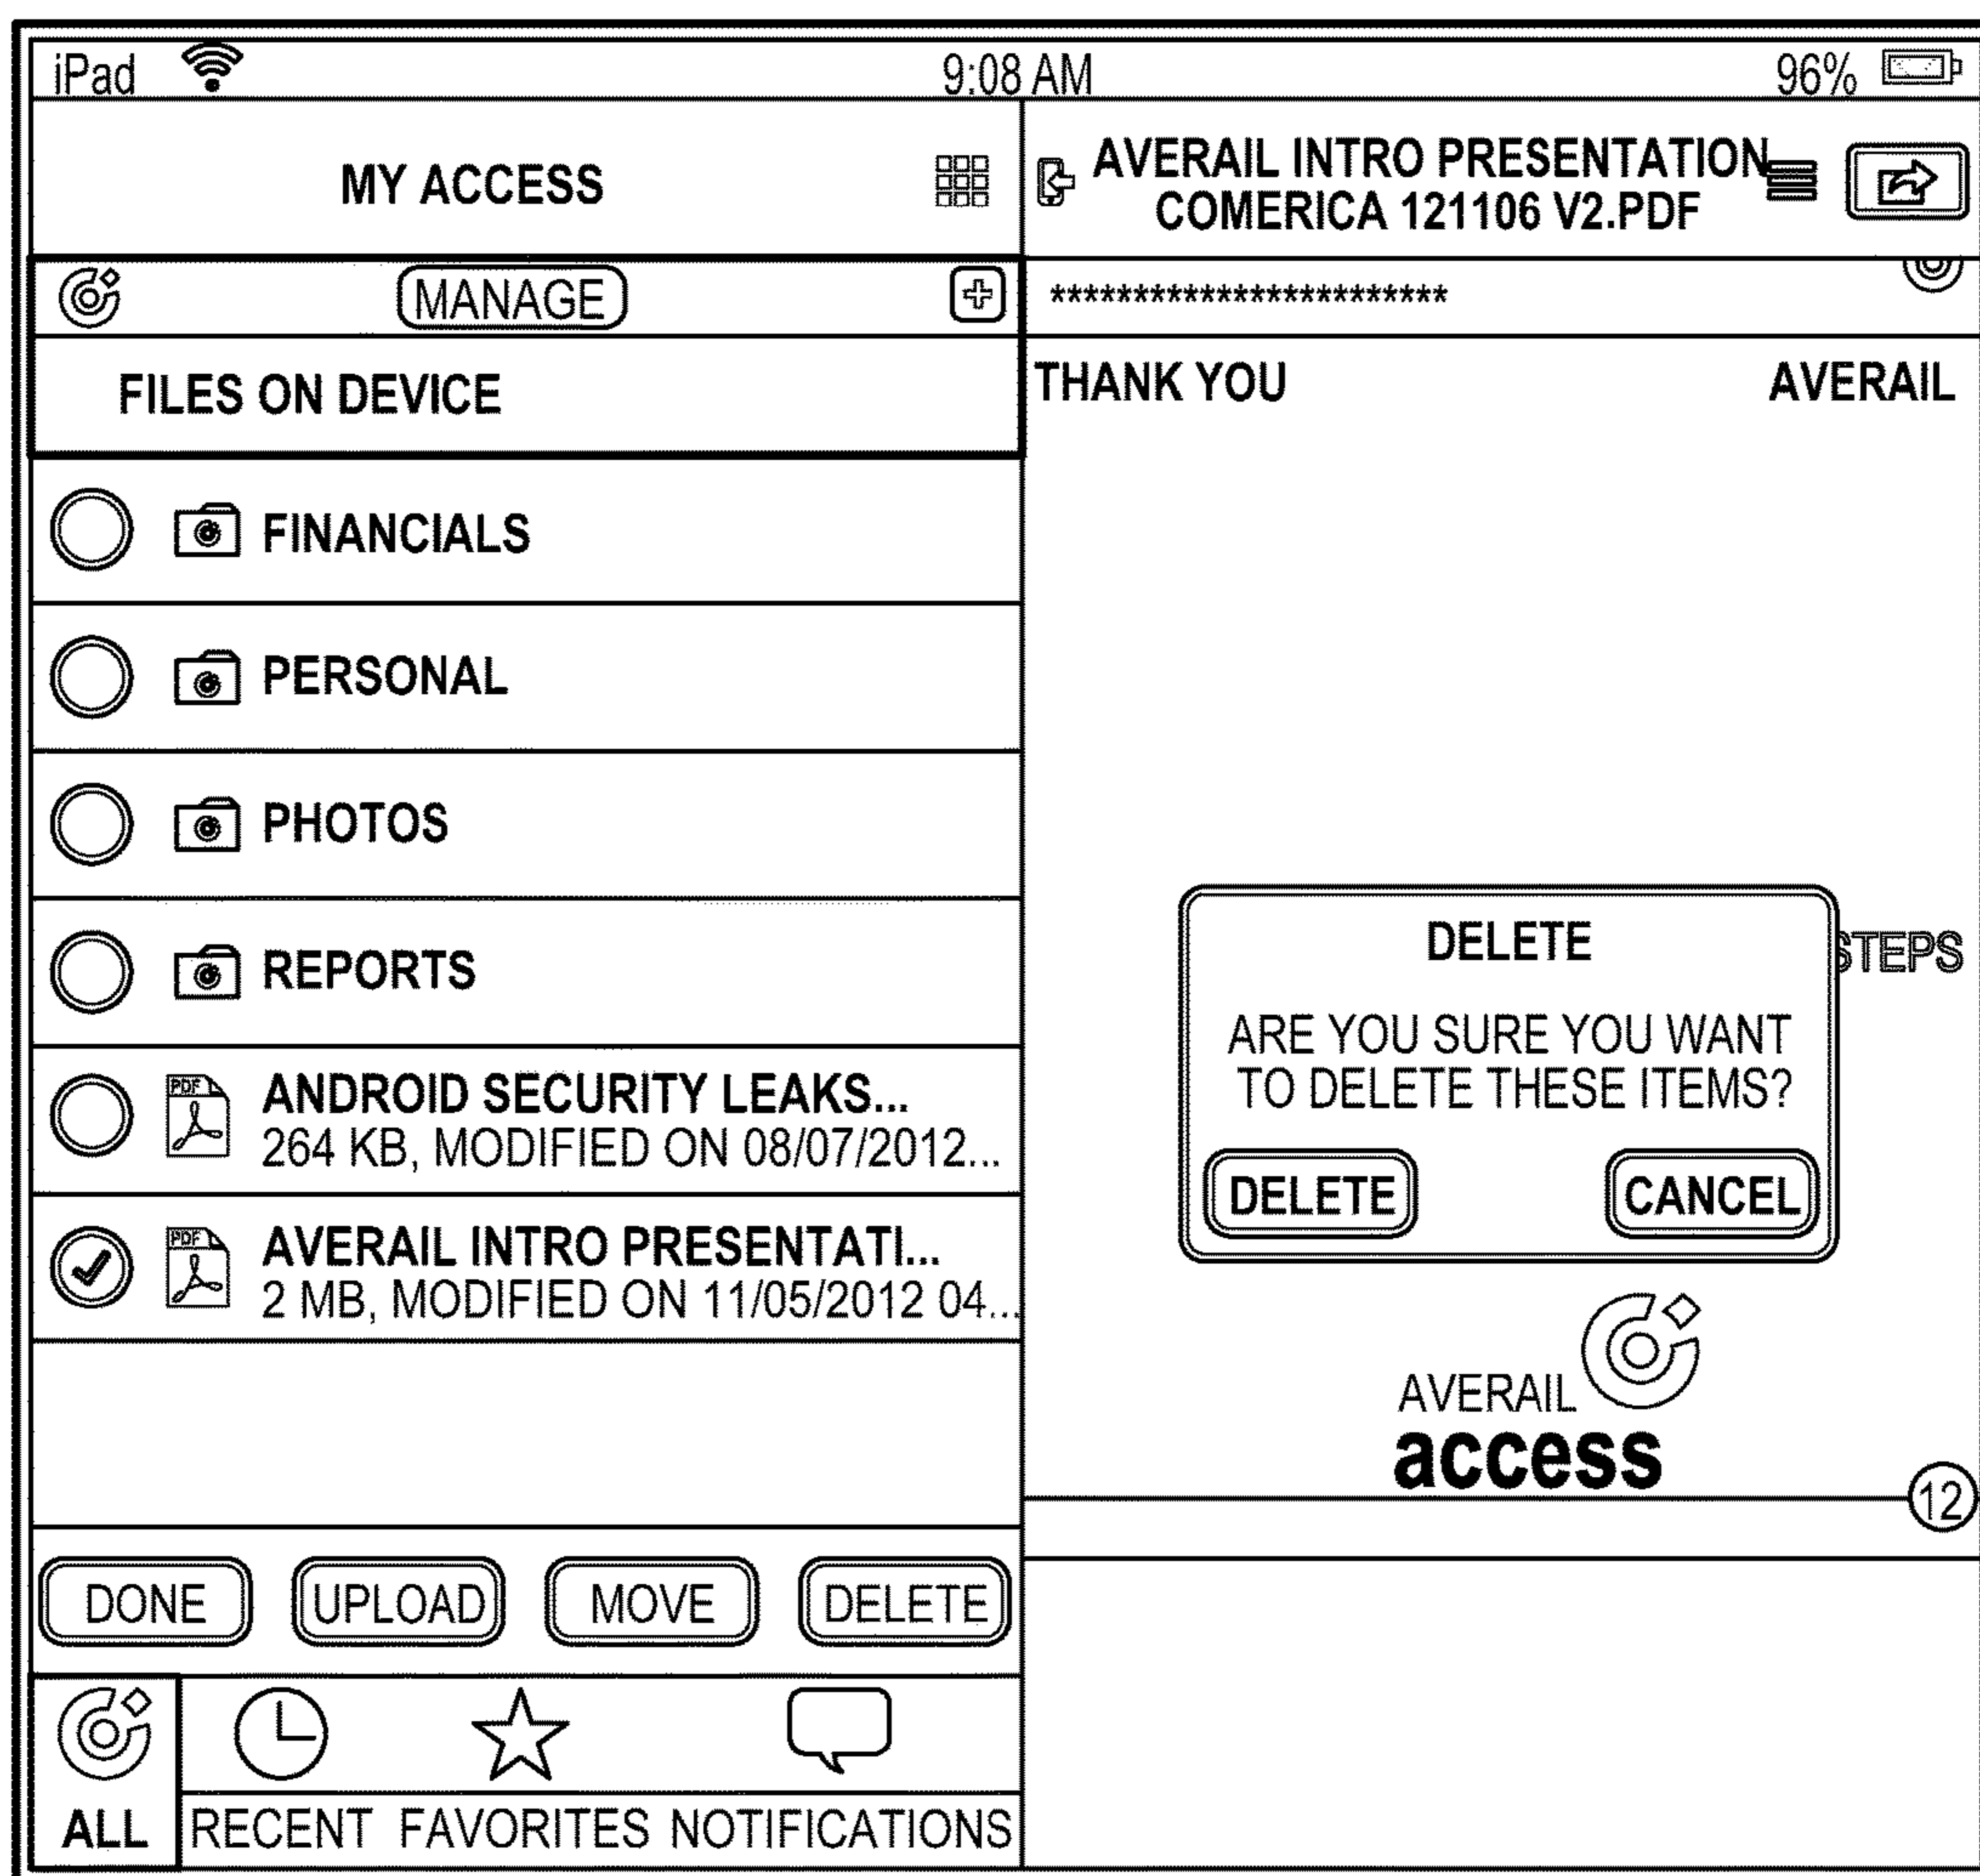 iPad 9:08 AM 96%
MY ACCESS
MANAGE
FILES ON DEVICE
FINANCIALS
PERSONAL
PHOTOS
REPORTS
PDF
ANDROID SECURITY LEAKS...
264 KB, MODIFIED ON 08/07/2012...
PDF
AVERAIL INTRO PRESENTATI...
2 MB, MODIFIED ON 11/05/2012 04...
DONE UPLOAD MOVE DELETE
ALL RECENT FAVORITES NOTIFICATIONS
AVERAIL INTRO PRESENTATION
COMERICA 121106 V2.PDF
************************
THANK YOU AVERAIL
STEPS
DELETE
ARE YOU SURE YOU WANT
TO DELETE THESE ITEMS?
DELETE CANCEL
AVERAIL
access
12